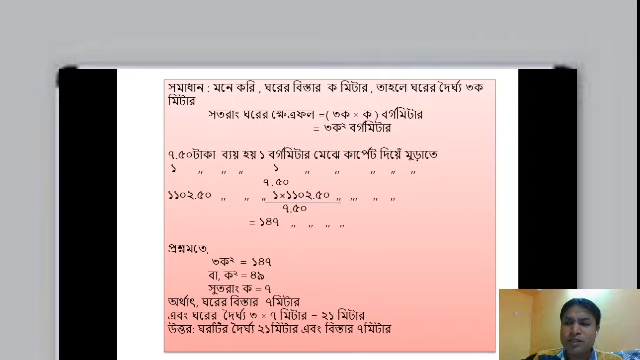 সমাধান : মনে করি , ঘরের বিস্তার ক মিটার , তাহলে ঘরের দৈর্ঘ্য ৩ক
মিটার
সতরাং ঘরের ক্ষেএফল =( ৩ক × ক ) বর্গমিটার
= ৩ক² বর্গমিটার
৭.৫০টাকা ব্যয় হয় ১ বর্গমিটার মেঝে কার্পেট দিয়েঁ মুড়াতে
১ ,, ,, ,, ১ ,, ,, ,, ,, ,,
৭.৫০
১১০২.৫০ ,, ,, ,, ১×১১০২.৫০ ,, ,,, ,, ,,
৭.৫০
= ১৪৭ ,, ,, ,, ,,
প্রশ্নমতে,
৩ক² = ১৪৭
বা, ক² = ৪৯
সুতরাং ক = ৭
অর্থাৎ, ঘরের বিস্তার ৭মিটার
এবং ঘরের দৈর্ঘ্য ৩ × ৭ মিটার = ২১ মিটার
উত্তর: ঘরটির দৈর্ঘ্য ২১মিটার এবং বিস্তার ৭মিটার